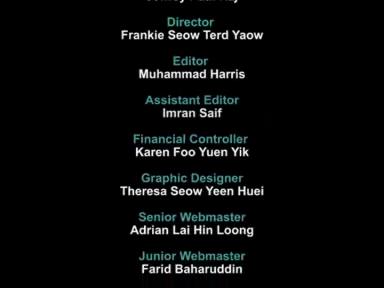 Director
Frankie Seow Terd Yaow
Editor
Muhammad Harris
Assistant Editor
Imran Saif
Financial Controller
Karen Foo Yuen Yik
Graphic Designer
Theresa Seow Yeen Huei
Senior Webmaster
Adrian Lai Hin Loong
Junior Webmaster
Farid Baharuddin